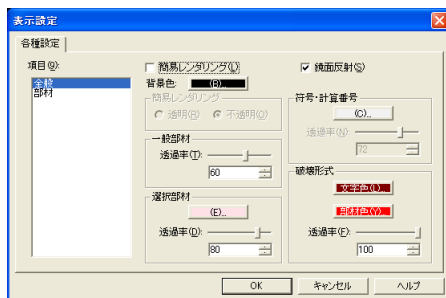 表示設定
各種設定
項目(@):
全般
部材
簡易レンダリング(L)
背景色:
(B)...
簡易レンダリング
透明(R)
不透明(O)
一般部材
透過率(T):
60
選択部材
(E)...
透過率(D):
80
鏡面反射(S)
符号・計算番号
(C)...
透過率(N):
72
破壊形式
文字色(L)...
部材色(Y)...
透過率(F):
100
OK
キャンセル
ヘルプ